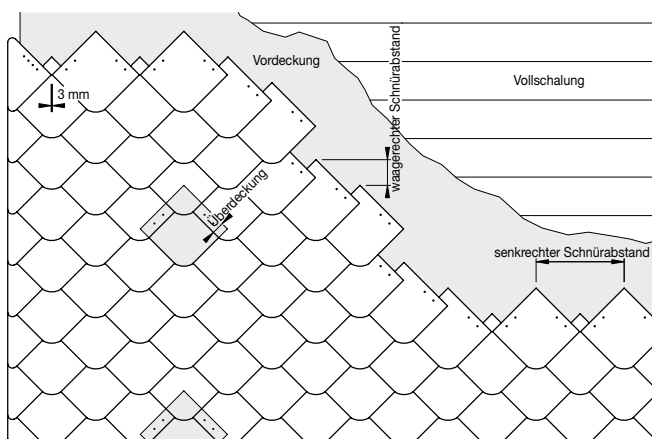 Vordeckung
waagerechter Schnürabstand
Vollschalung
3 mm
Überdeckung
senkrechter Schnürabstand